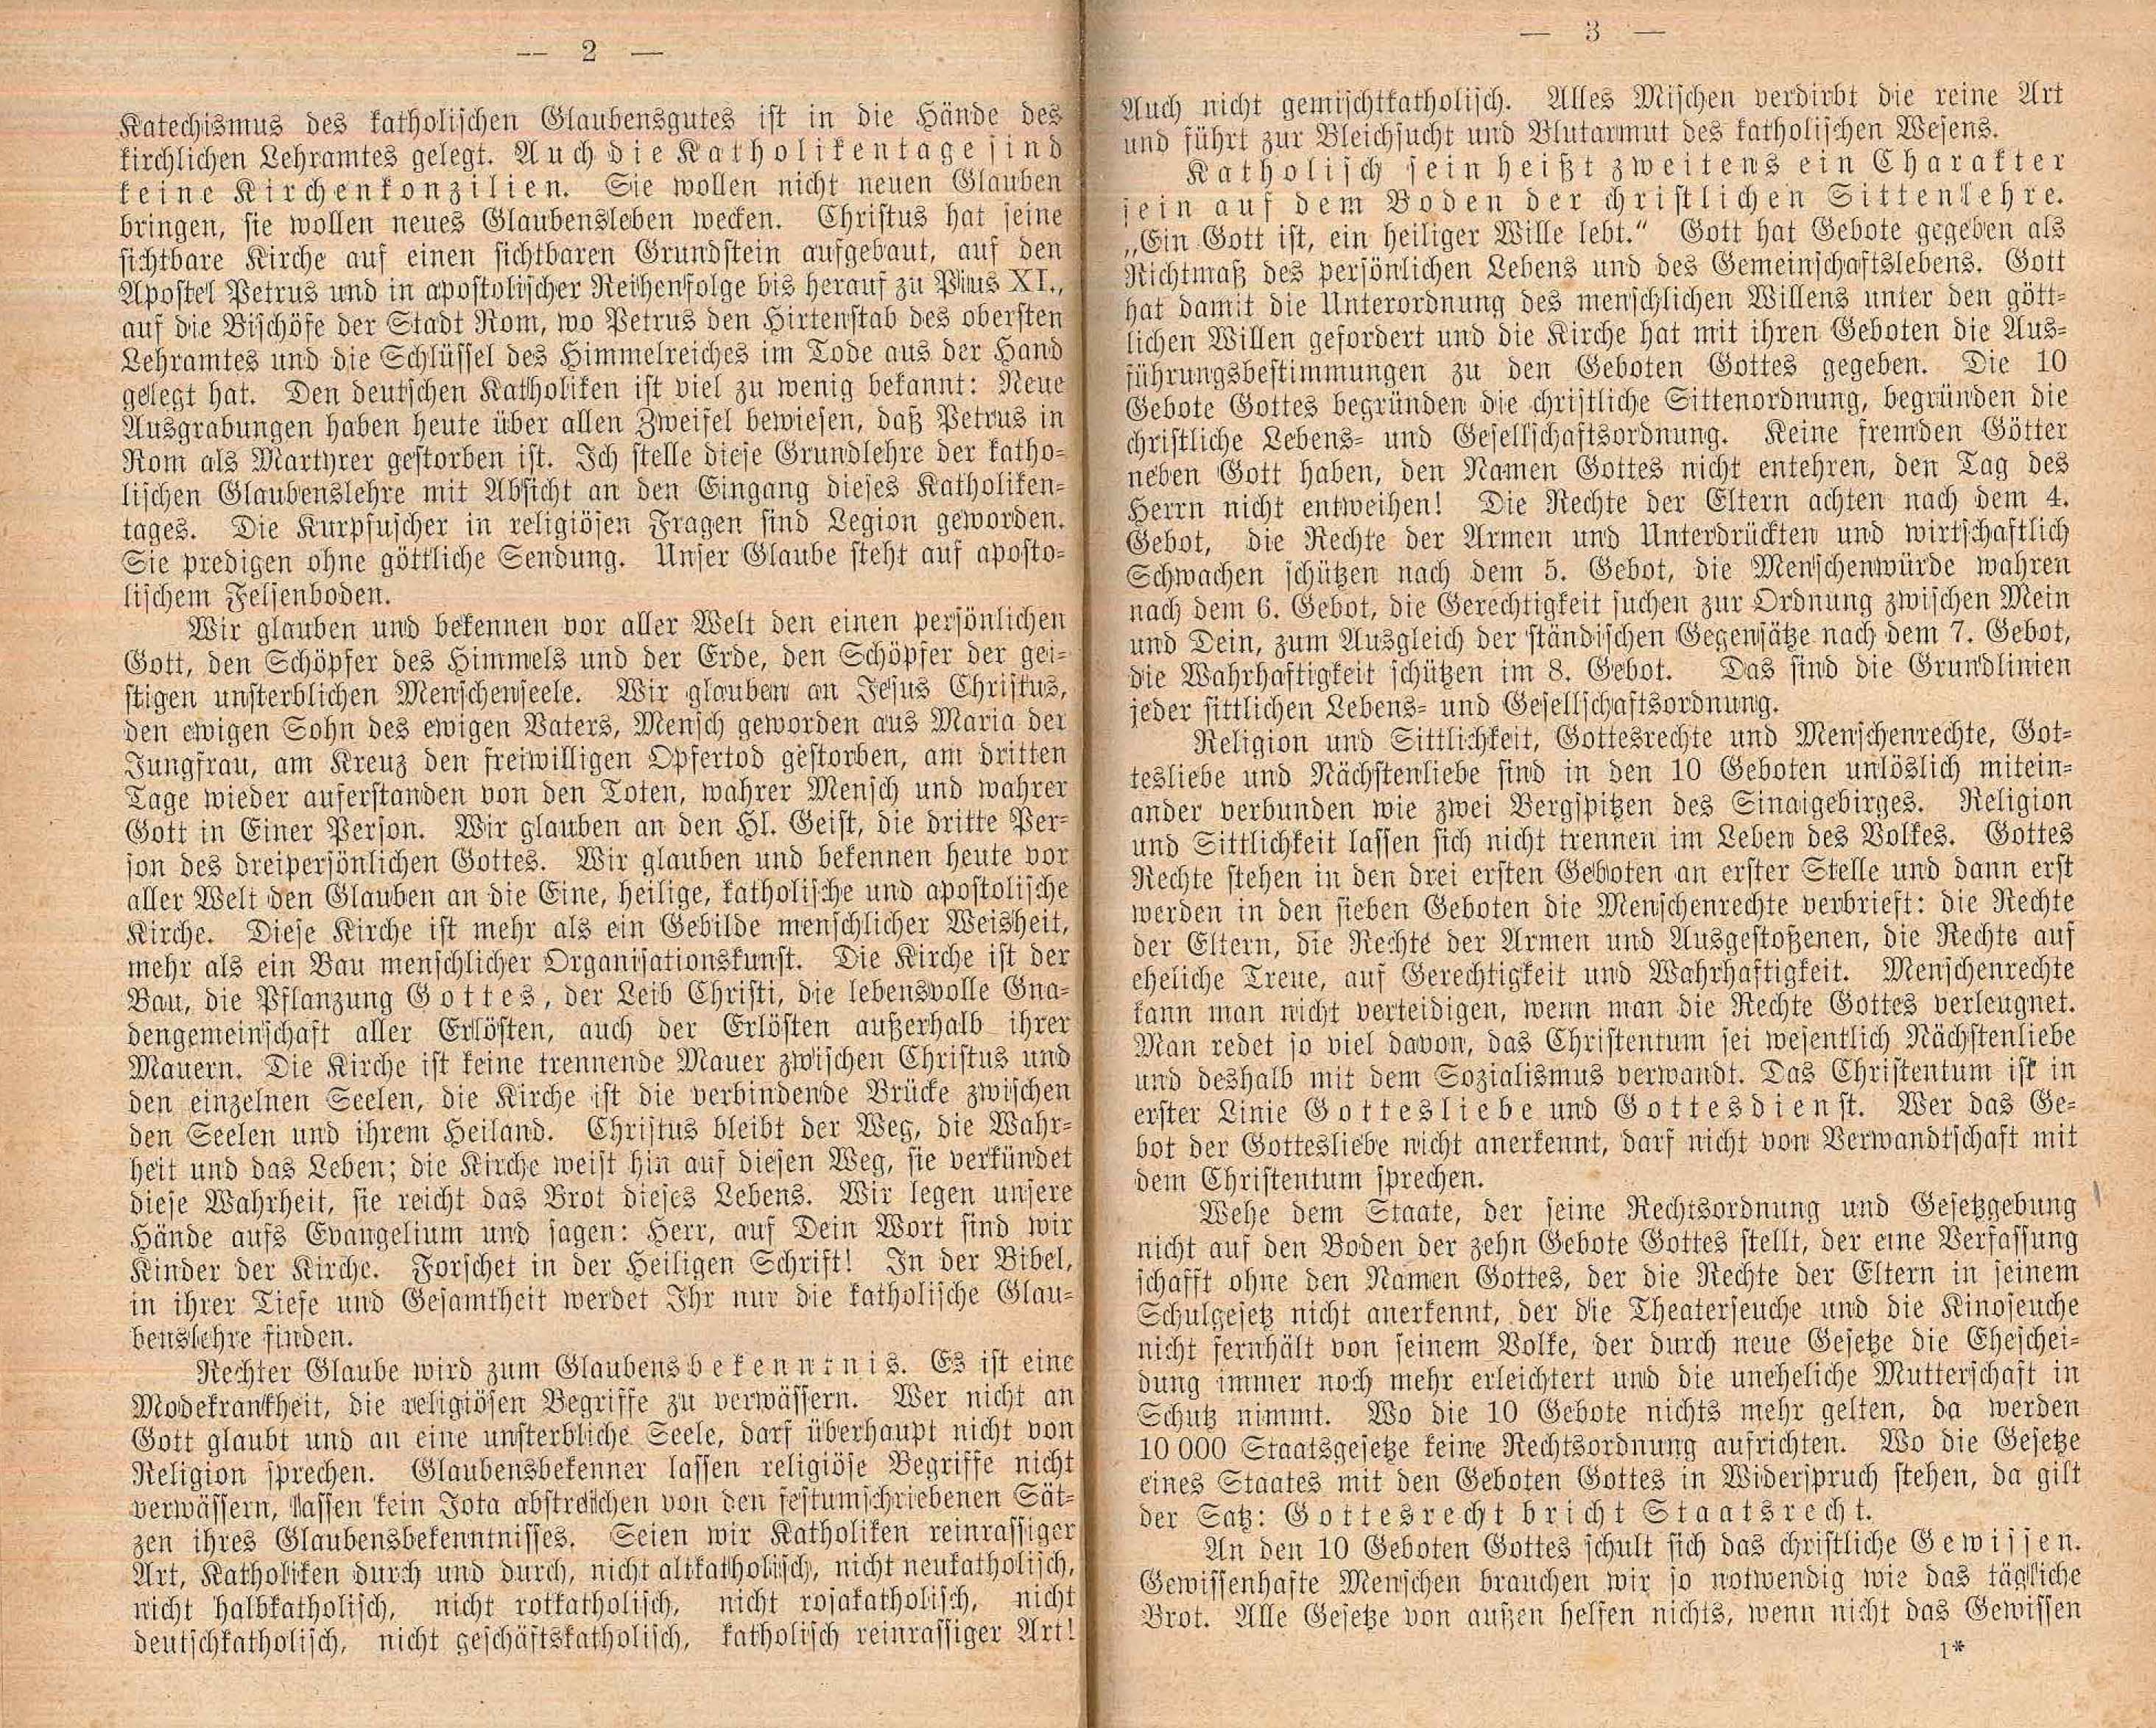 — 2 —
Katechismus des katholischen Glaubensgutes ist in die Hände des
kirchlichen Lehramtes gelegt. Auch die Katholikentage sind
keine Kirchenkonzilien. Sie wollen nicht neuen Glauben
bringen, sie wollen neues Glaubensleben wecken. Christus hat seine
sichtbare Kirche auf einen sichtbaren Grundstein aufgebaut, auf den
Apostel Petrus und in apostolischer Reihenfolge bis herauf zu Pius XI.,
auf die Bischöfe der Stadt Rom, wo Petrus den Hirtenstab des obersten
Lehramtes und die Schlüssel des Himmelreiches im Tode aus der Hand
gelegt hat. Den deutschen Katholiken ist viel zu wenig bekannt: Neue
Ausgrabungen haben heute über allen Zweifel bewiesen, daß Petrus in
Rom als Martyrer gestorben ist. Ich stelle diese Grundlehre der katho-
lischen Glaubenslehre mit Absicht an den Eingang dieses Katholiken-
tages. Die Kurpfuscher in religiösen Fragen sind Legion geworden.
Sie predigen ohne göttliche Sendung. Unser Glaube steht auf aposto-
lischem Felsenboden.
Wir glauben und bekennen vor aller Welt den einen persönlichen
Gott, den Schöpfer des Himmels und der Erde, den Schöpfer der gei-
stigen unsterblichen Menschenseele. Wir glauben an Jesus Christus,
den ewigen Sohn des ewigen Vaters, Mensch geworden aus Maria der
Jungfrau, am Kreuz den freiwilligen Opfertod gestorben, am dritten
Tage wieder auferstanden von den Toten, wahrer Mensch und wahrer
Gott in Einer Person. Wir glauben an den Hl. Geist, die dritte Per-
son des dreipersönlichen Gottes. Wir glauben und bekennen heute vor
aller Welt den Glauben an die Eine, heilige, katholische und apostolische
Kirche. Diese Kirche ist mehr als ein Gebilde menschlicher Weisheit,
mehr als ein Bau menschlicher Organisationskunst. Die Kirche ist der
Bau, die Pflanzung Gottes, der Leib Christi, die lebensvolle Gna-
dengemeinschaft aller Erlösten, auch der Erlösten außerhalb ihrer
Mauern. Die Kirche ist keine trennende Mauer zwischen Christus und
den einzelnen Seelen, die Kirche ist die verbindende Brücke zwischen
den Seelen und ihrem Heiland. Christus bleibt der Weg, die Wahr-
heit und das Leben; die Kirche weist hin auf diesen Weg, sie verkündet
diese Wahrheit, sie reicht das Brot dieses Lebens. Wir legen unsere
Hände aufs Evangelium und sagen: Herr, auf Dein Wort sind wir
Kinder der Kirche. Forschet in der Heiligen Schrift! In der Bibel,
in ihrer Tiefe und Gesamtheit werdet Ihr nur die katholische Glau-
benslehre finden.
Rechter Glaube wird zum Glaubensbekenntnis. Es ist eine
Modekrankheit, die religiösen Begriffe zu verwässern. Wer nicht an
Gott glaubt und an eine unsterbliche Seele, darf überhaupt nicht von
Religion sprechen. Glaubensbekenner lassen religiöse Begriffe nicht
verwässern, lassen kein Jota abstreichen von den festumschriebenen Sät-
zen ihres Glaubensbekenntnisses. Seien wir Katholiken reinrassiger
Art, Katholiken durch und durch, nicht altkatholisch, nicht neukatholisch,
nicht halbkatholisch, nicht rotkatholisch, nicht rosakatholisch, nicht
deutschkatholisch, nicht geschäftskatholisch, katholisch reinrassiger Art!
— 3 —
Auch nicht gemischtkatholisch. Alles Mischen verdirbt die reine Art
und führt zur Bleichsucht und Blutarmut des katholischen Wesens.
Katholisch sein heißt zweitens ein Charakter
sein auf dem Boden der christlichen Sittenlehre.
„Ein Gott ist, ein heiliger Wille lebt.“ Gott hat Gebote gegeben als
Richtmaß des persönlichen Lebens und des Gemeinschaftslebens. Gott
hat damit die Unterordnung des menschlichen Willens unter den gött-
lichen Willen gefordert und die Kirche hat mit ihren Geboten die Aus-
führungsbestimmungen zu den Geboten Gottes gegeben. Die 10
Gebote Gottes begründen die christliche Sittenordnung, begründen die
christliche Lebens- und Gesellschaftsordnung. Keine fremden Götter
neben Gott haben, den Namen Gottes nicht entehren, den Tag des
Herrn nicht entweihen! Die Rechte der Eltern achten nach dem 4.
Gebot, die Rechte der Armen und Unterdrückten und wirtschaftlich
Schwachen schützen nach dem 5. Gebot, die Menschenwürde wahren
nach dem 6. Gebot, die Gerechtigkeit suchen zur Ordnung zwischen Mein
und Dein, zum Ausgleich der ständischen Gegensätze nach dem 7. Gebot,
die Wahrhaftigkeit schützen im 8. Gebot. Das sind die Grundlinien
jeder sittlichen Lebens- und Gesellschaftsordnung.
Religion und Sittlichkeit, Gottesrechte und Menschenrechte, Got-
tesliebe und Nächstenliebe sind in den 10 Geboten unlöslich mitein-
ander verbunden wie zwei Bergspitzen des Sinaigebirges. Religion
und Sittlichkeit lassen sich nicht trennen im Leben des Volkes. Gottes
Rechte stehen in den drei ersten Geboten an erster Stelle und dann erst
werden in den sieben Geboten die Menschenrechte verbrieft: die Rechte
der Eltern, die Rechte der Armen und Ausgestoßenen, die Rechte auf
eheliche Treue, auf Gerechtigkeit und Wahrhaftigkeit. Menschenrechte
kann man nicht verteidigen, wenn man die Rechte Gottes verleugnet.
Man redet so viel davon, das Christentum sei wesentlich Nächstenliebe
und deshalb mit dem Sozialismus verwandt. Das Christentum ist in
erster Linie Gottesliebe und Gottesdienst. Wer das Ge-
bot der Gottesliebe nicht anerkennt, darf nicht von Verwandtschaft mit
dem Christentum sprechen.
Wehe dem Staate, der seine Rechtsordnung und Gesetzgebung
nicht auf den Boden der zehn Gebote Gottes stellt, der eine Verfassung
schafft ohne den Namen Gottes, der die Rechte der Eltern in seinem
Schulgesetz nicht anerkennt, der die Theaterseuche und die Kinoseuche
nicht fernhält von seinem Volke, der durch neue Gesetze die Eheschei-
dung immer noch mehr erleichtert und die uneheliche Mutterschaft in
Schutz nimmt. Wo die 10 Gebote nichts mehr gelten, da werden
10 000 Staatsgesetze keine Rechtsordnung aufrichten. Wo die Gesetze
eines Staates mit den Geboten Gottes in Widerspruch stehen, da gilt
der Satz: Gottesrecht bricht Staatsrecht.
An den 10 Geboten Gottes schult sich das christliche Gewissen.
Gewissenhafte Menschen brauchen wir so notwendig wie das tägliche
Brot. Alle Gesetze von außen helfen nichts, wenn nicht das Gewissen
1*